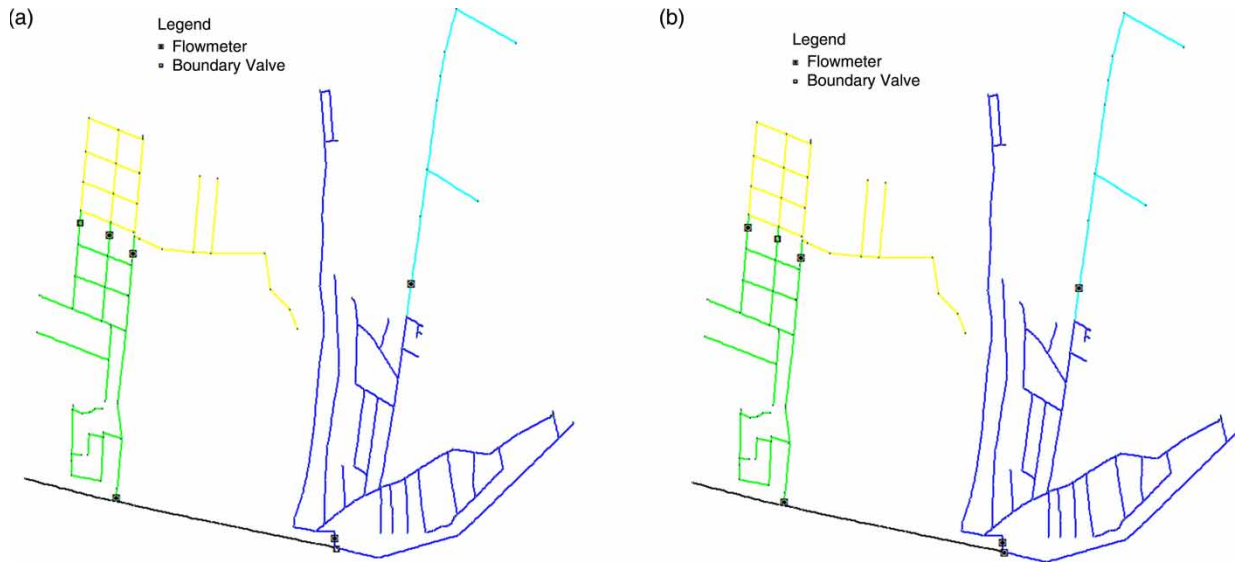 (a)
Legend
Flowmeter
Boundary Valve
(b)
Legend
Flowmeter
Boundary Valve